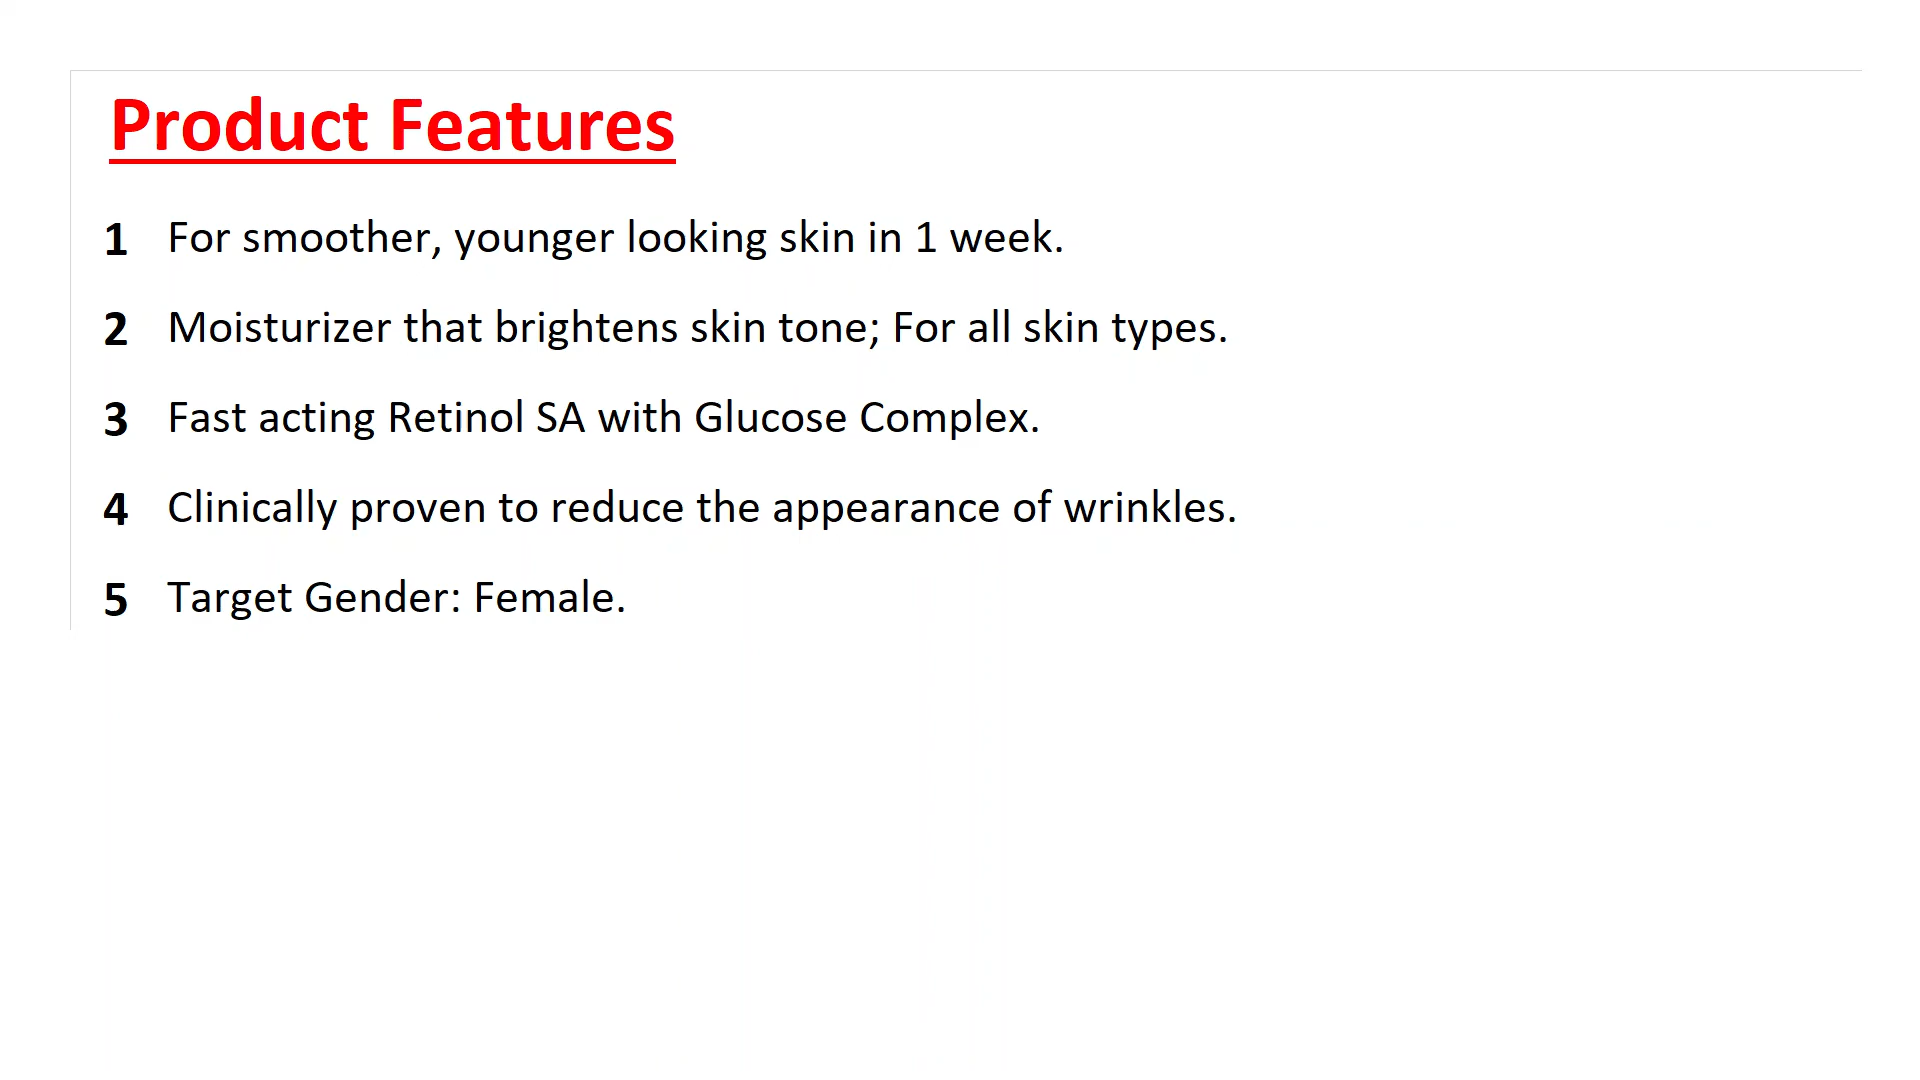 Product Features
1 For smoother, younger looking skin in 1 week.
2 Moisturizer that brightens skin tone; For all skin types.
3 Fast acting Retinol SA with Glucose Complex.
4 Clinically proven to reduce the appearance of wrinkles.
5 Target Gender: Female.